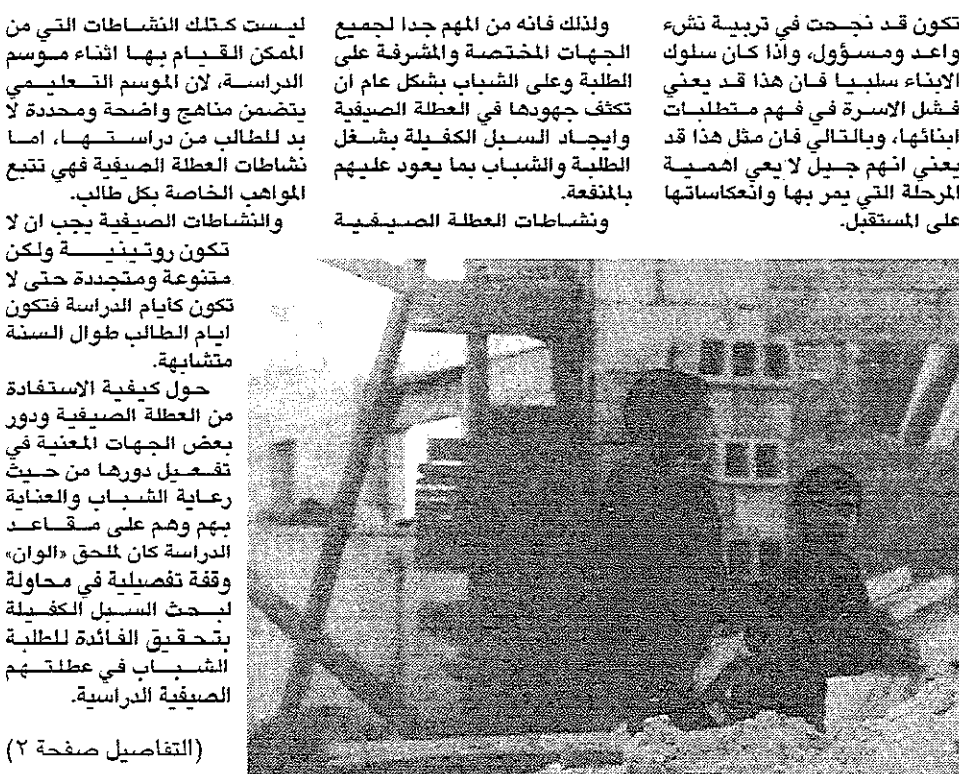 تكون قد نجحت في تربية نشء
واعد ومسؤول، واذا كان سلوك
الابناء سلبيا فان هذا قد يعني
فشل الاسرة في فهم متطلبات
ابنائها، وبالتالي فان مثل هذا قد
يعني انهم جيل لا يعي اهمية
المرحلة التي يمر بها وانعكاساتها
على المستقبل.
ولذلك فانه من المهم جدا لجميع
الجهات المختصة والمشرفة على
الطلبة وعلى الشباب بشكل عام ان
تكثف جهودها في العطلة الصيفية
وايجاد السبل الكفيلة بشغل
الطلبة والشباب بما يعود عليهم
بالمنفعة.
ونشاطات العطلة الصيفية
ليست كتلك النشاطات التي من
الممكن القيام بها اثناء موسم
الدراسة، لان الموسم التعليمي
يتضمن مناهج واضحة ومحددة لا
بد للطالب من دراستها، اما
نشاطات العطلة الصيفية فهي تتبع
المواهب الخاصة بكل طالب.
والنشاطات الصيفية يجب ان لا
تكون روتينية ولكن
متنوعة ومتجددة حتى لا
تكون كأيام الدراسة فتكون
ايام الطالب طوال السنة
متشابهة.
حول كيفية الاستفادة
من العطلة الصيفية ودور
بعض الجهات المعنية في
تفعيل دورها من حيث
رعاية الشباب والعناية
بهم وهم على مقاعد
الدراسة كان لملحق «الوان»
وقفة تفصيلية في محاولة
لبحث السبل الكفيلة
بتحقيق الفائدة للطلبة
الشباب في عطلتهم
الصيفية الدراسية.
(التفاصيل صفحة ٢)